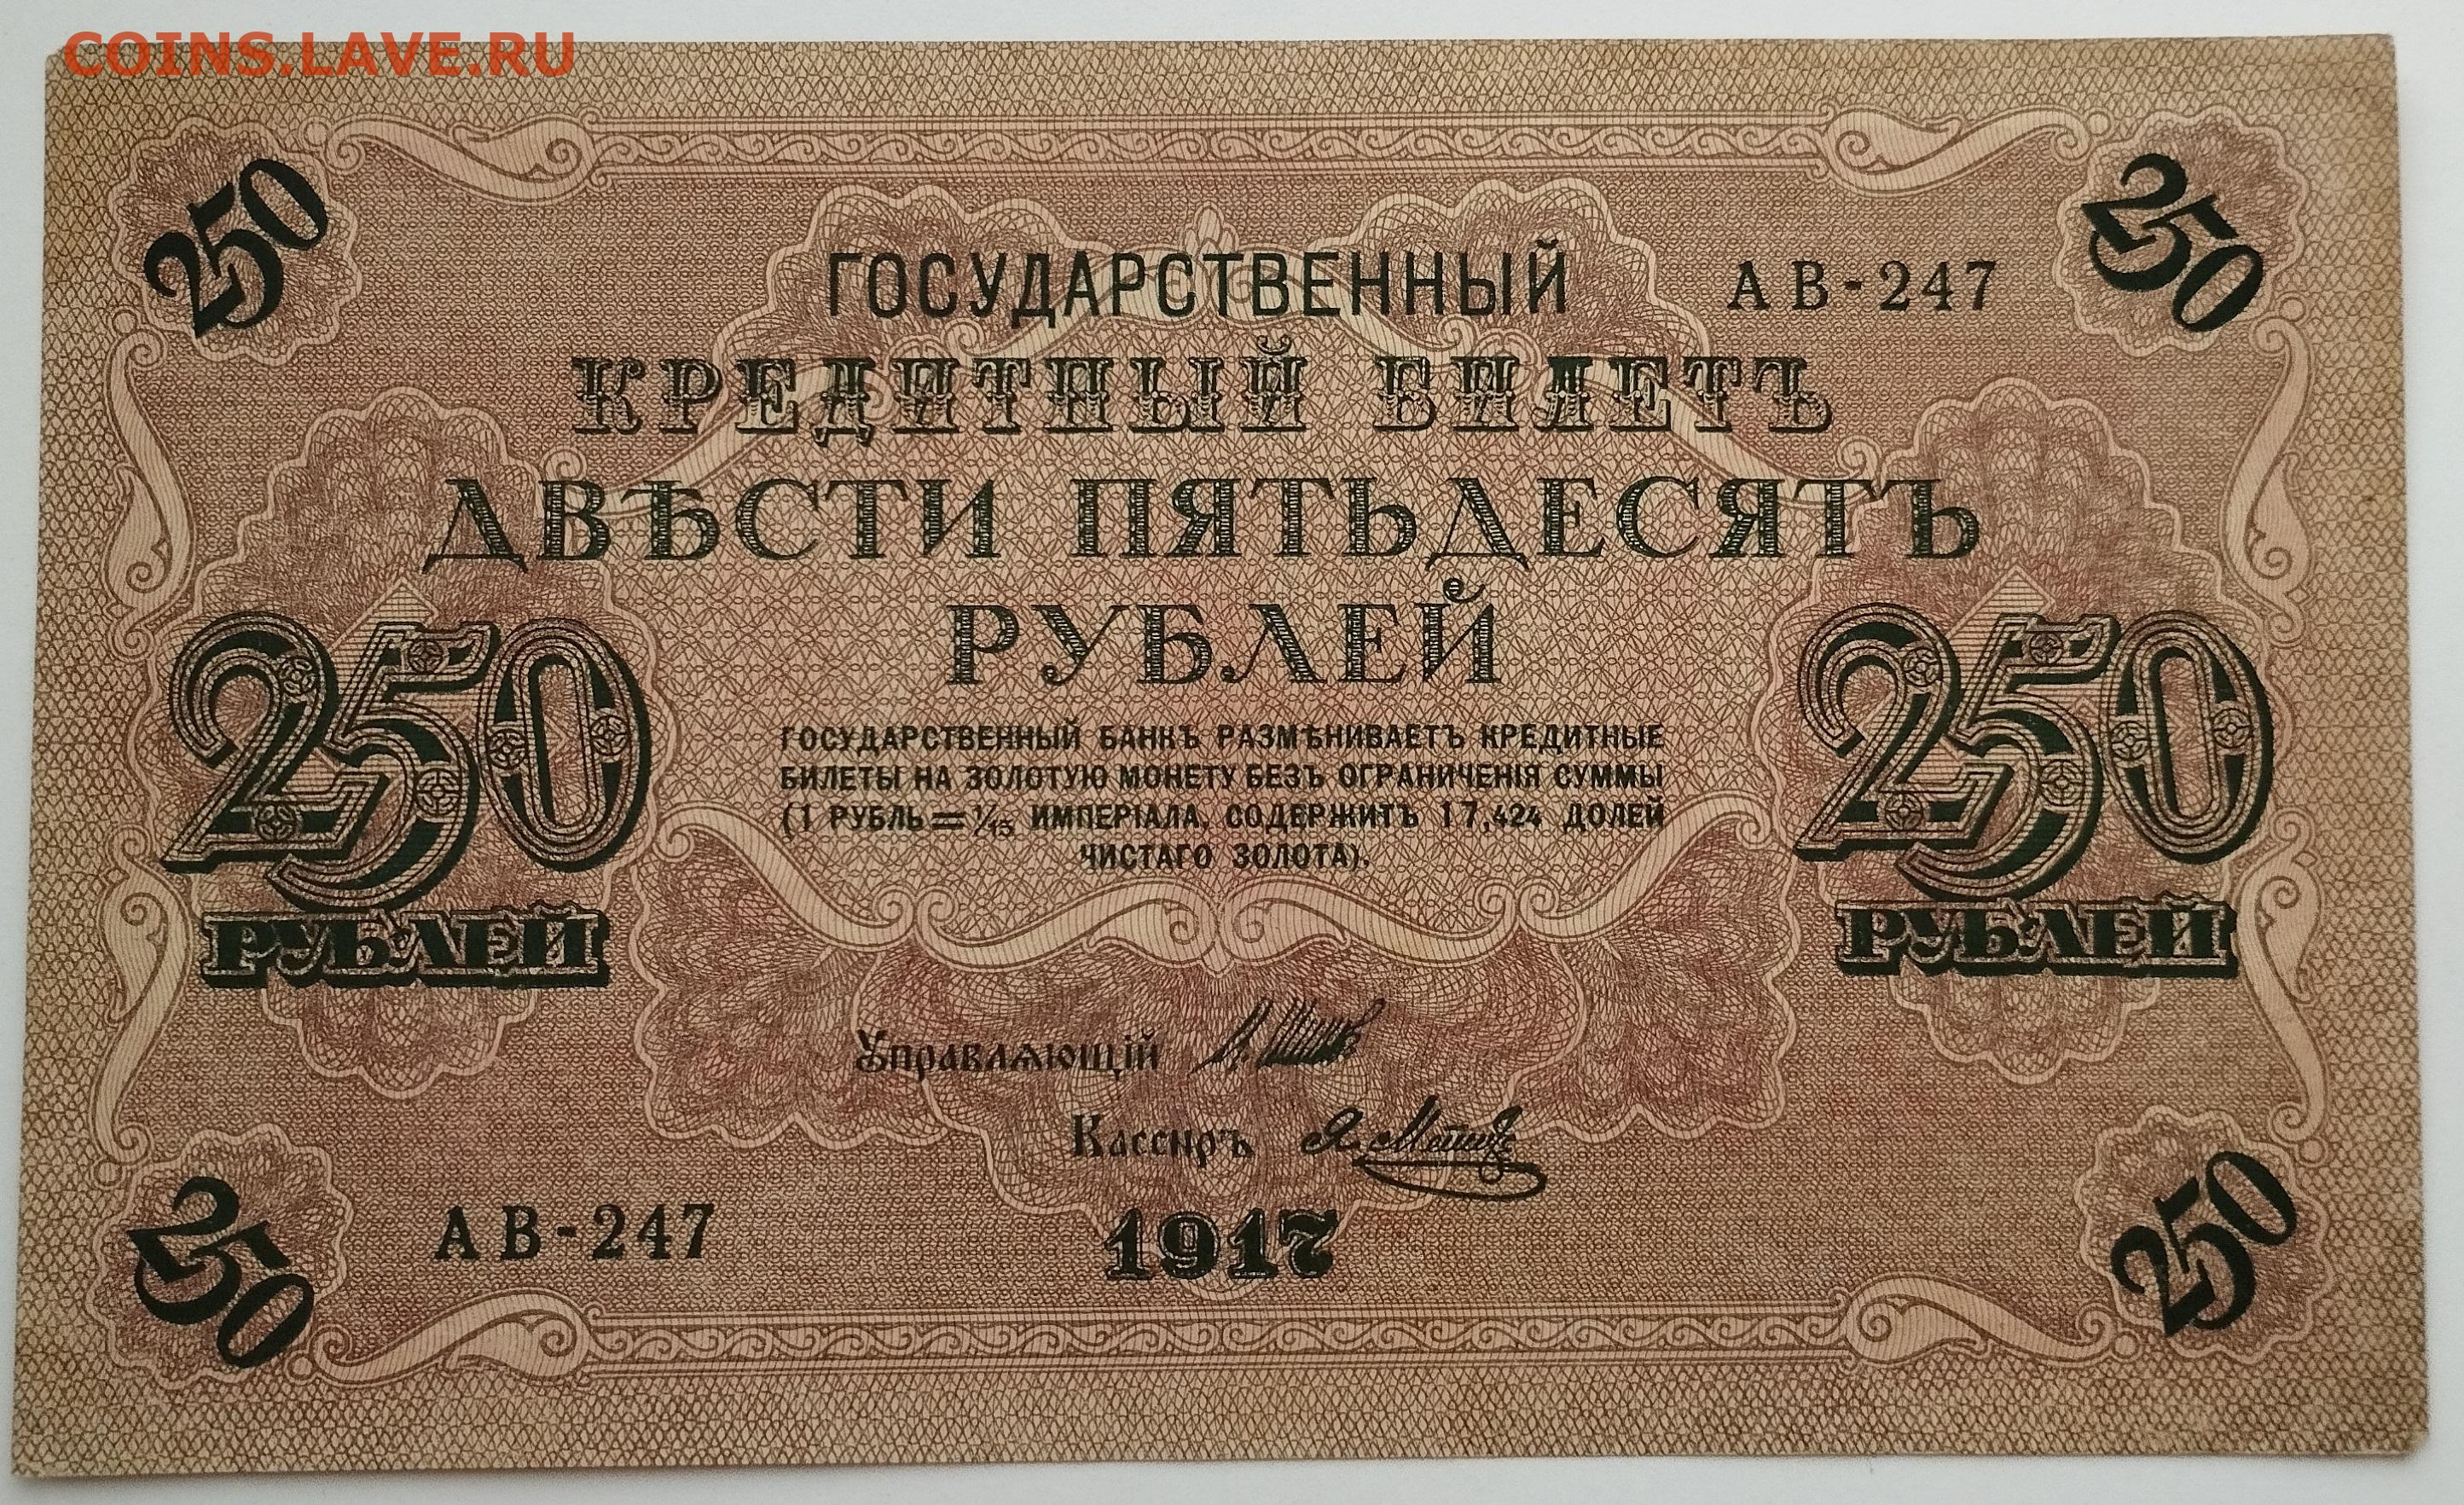 COINS.LAVE.RU
250
250
ГОСУДАРСТВЕННЫЙ
АВ-247
КРЕДИТНЫЙ БИЛЕТЪ
ДВѢСТИ ПЯТЬДЕСЯТЪ
РУБЛЕЙ
250
РУБЛЕЙ
250
РУБЛЕЙ
ГОСУДАРСТВЕННЫЙ БАНКЪ РАЗМѢНИВАЕТЪ КРЕДИТНЫЕ
БИЛЕТЫ НА ЗОЛОТУЮ МОНЕТУ БЕЗЪ ОГРАНИЧЕНІЯ СУММЫ
(1 РУБЛЬ = 1/15 ИМПЕРІАЛА, СОДЕРЖИТЪ 17,424 ДОЛЕЙ
ЧИСТАГО ЗОЛОТА).
Управляющій
Кассиръ
АВ-247
1917
250
250